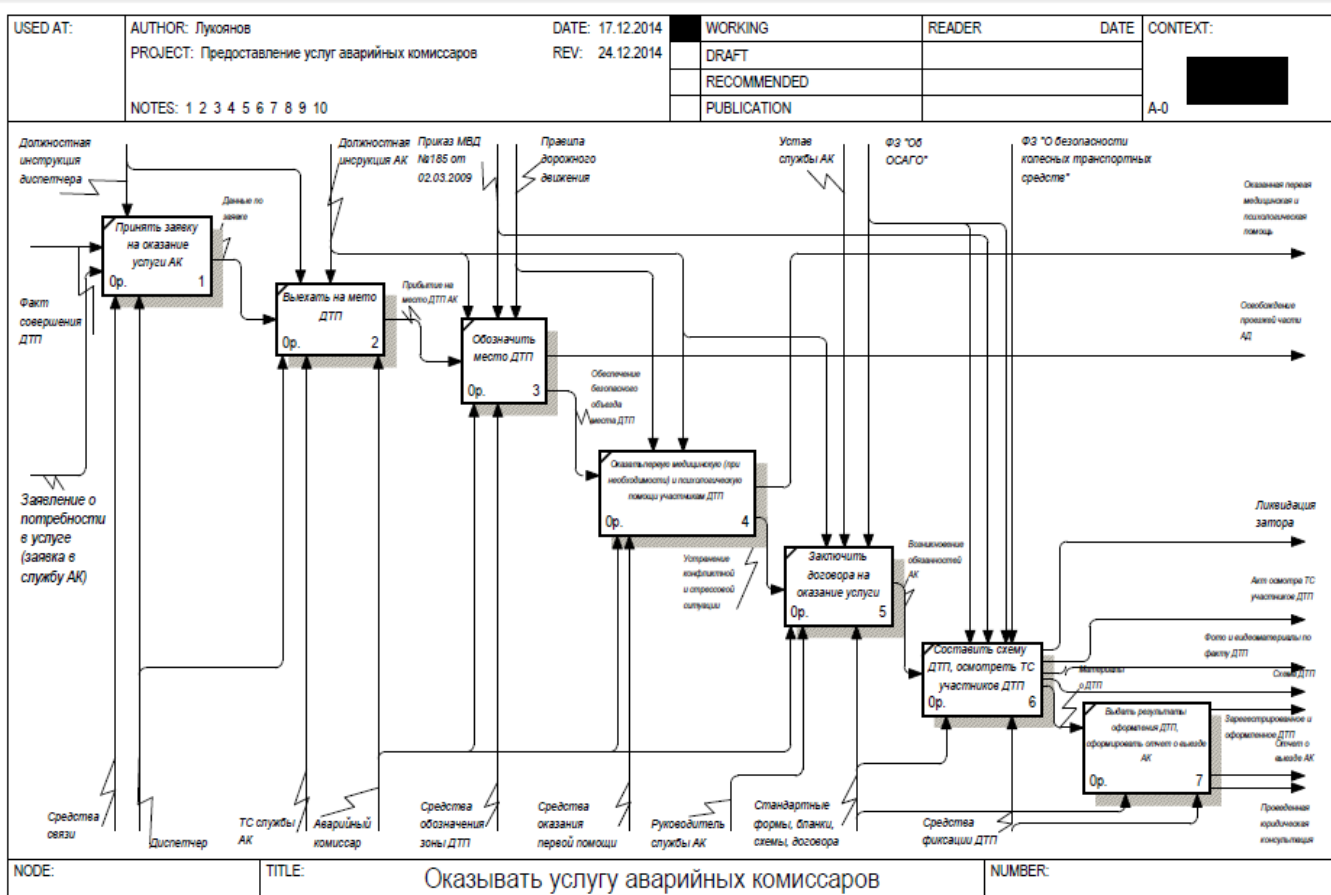 USED AT:
AUTHOR: Лукоянов
DATE: 17.12.2014
PROJECT: Предоставление услуг аварийных комиссаров
REV: 24.12.2014
NOTES: 1 2 3 4 5 6 7 8 9 10
WORKING
DRAFT
RECOMMENDED
PUBLICATION
READER
DATE
CONTEXT:
A-0
Должностная
инструкция
диспетчера
Должностная
инсрукция АК
Приказ МВД
№185 от
02.03.2009
Правила
дорожного
движения
Устав
службы АК
ФЗ "Об
ОСАГО"
ФЗ "О безопасности
колесных транспортных
средств"
Оказанная первая
медицинская и
психологическая
помощь
Данные по
заявке
Принять заявку
на оказание
услуги АК
0р.
1
Факт
совершения
ДТП
Выехать на мето
ДТП
0р.
2
Прибытие на
место ДТП АК
Освобождение
проезжей части
АД
Обозначить
место ДТП
0р.
3
Обеспечение
безопасного
объезда
места ДТП
Оказать первую медицинскую (при
необходимости) и психологическую
помощи участникам ДТП
0р.
4
Заявление о
потребности
в услуге
(заявка в
службу АК)
Ликвидация
затора
Устранение
конфликтной
и стрессовой
ситуации
Заключить
договора на
оказание услуги
0р.
5
Возникновение
обязанностей
АК
Акт осмотра ТС
участников ДТП
Составить схему
ДТП, осмотреть ТС
участников ДТП
0р.
6
Фото и видеоматериалы по
факту ДТП
Материалы
о ДТП
Схема ДТП
Выдать результаты
оформления ДТП,
сформировать отчет о выезде
АК
0р.
7
Зарегестрированное и
оформленное ДТП
Отчет о
выезде АК
Проведенная
юридическая
консультация
Средства
связи
Диспетчер
ТС службы
АК
Аварийный
комиссар
Средства
обозначения
зоны ДТП
Средства
оказания
первой помощи
Руководитель
службы АК
Стандартные
формы, бланки,
схемы, договора
Средства
фиксации ДТП
NODE:
TITLE:
Оказывать услугу аварийных комиссаров
NUMBER: